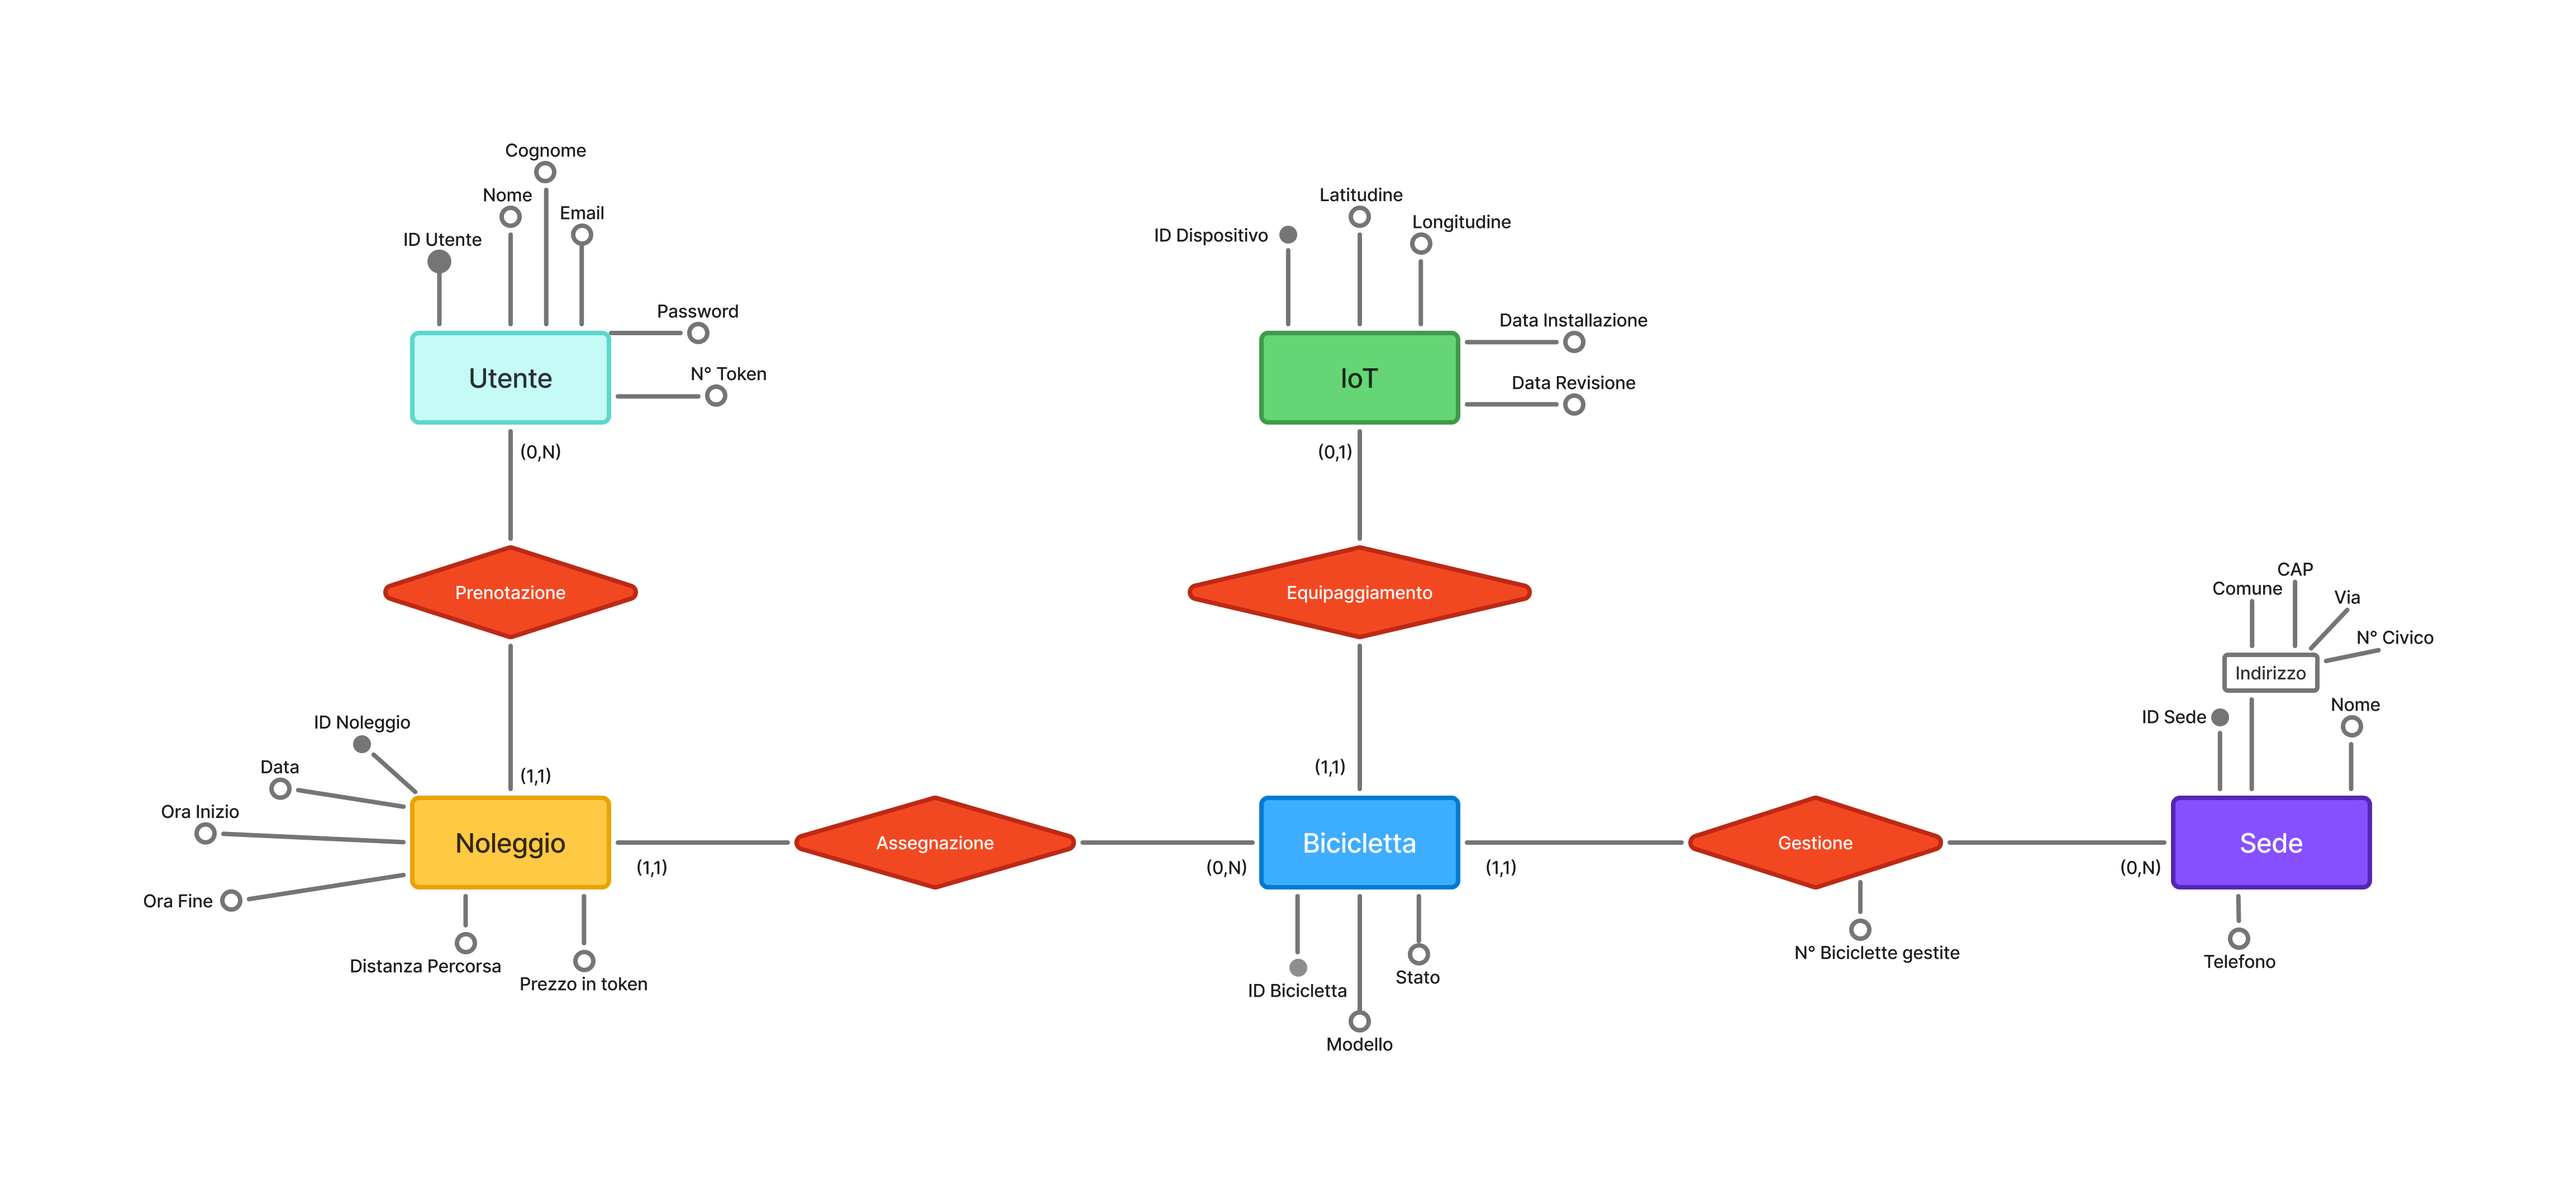 Cognome
Nome
Email
ID Utente
Password
N° Token
Utente
(0,N)
Prenotazione
(1,1)
Latitudine
Longitudine
ID Dispositivo
Data Installazione
Data Revisione
IoT
(0,1)
Equipaggiamento
(1,1)
ID Noleggio
Data
Ora Inizio
Ora Fine
Noleggio
(1,1)
Distanza Percorsa
Prezzo in token
Assegnazione
(0,N)
Bicicletta
(1,1)
ID Bicicletta
Stato
Modello
Gestione
N° Biciclette gestite
(0,N)
CAP
Comune
Via
N° Civico
Indirizzo
ID Sede
Nome
Sede
Telefono